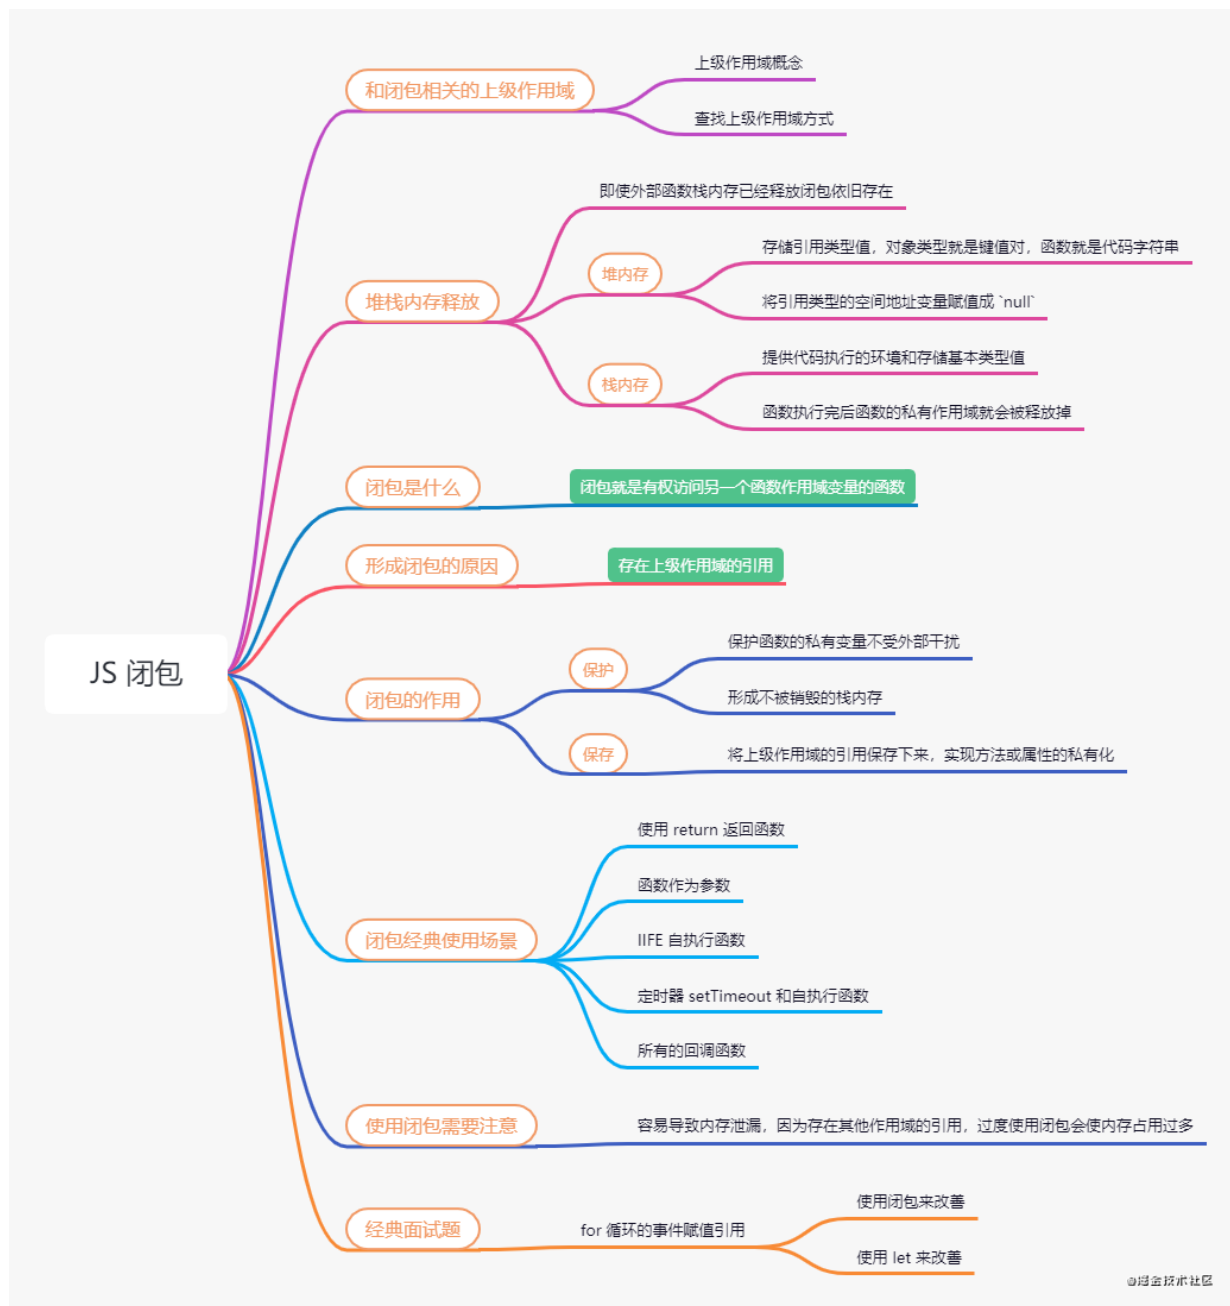 JS 闭包
和闭包相关的上级作用域
上级作用域概念
查找上级作用域方式
堆栈内存释放
即使外部函数栈内存已经释放闭包依旧存在
堆内存
存储引用类型值，对象类型就是键值对，函数就是代码字符串
将引用类型的空间地址变量赋值成 `null`
栈内存
提供代码执行的环境和存储基本类型值
函数执行完后函数的私有作用域就会被释放掉
闭包是什么
闭包就是有权访问另一个函数作用域变量的函数
形成闭包的原因
存在上级作用域的引用
闭包的作用
保护
保护函数的私有变量不受外部干扰
形成不被销毁的栈内存
保存
将上级作用域的引用保存下来，实现方法或属性的私有化
闭包经典使用场景
使用 return 返回函数
函数作为参数
IIFE 自执行函数
定时器 setTimeout 和自执行函数
所有的回调函数
使用闭包需要注意
容易导致内存泄漏，因为存在其他作用域的引用，过度使用闭包会使内存占用过多
经典面试题
for 循环的事件赋值引用
使用闭包来改善
使用 let 来改善
@掘金技术社区